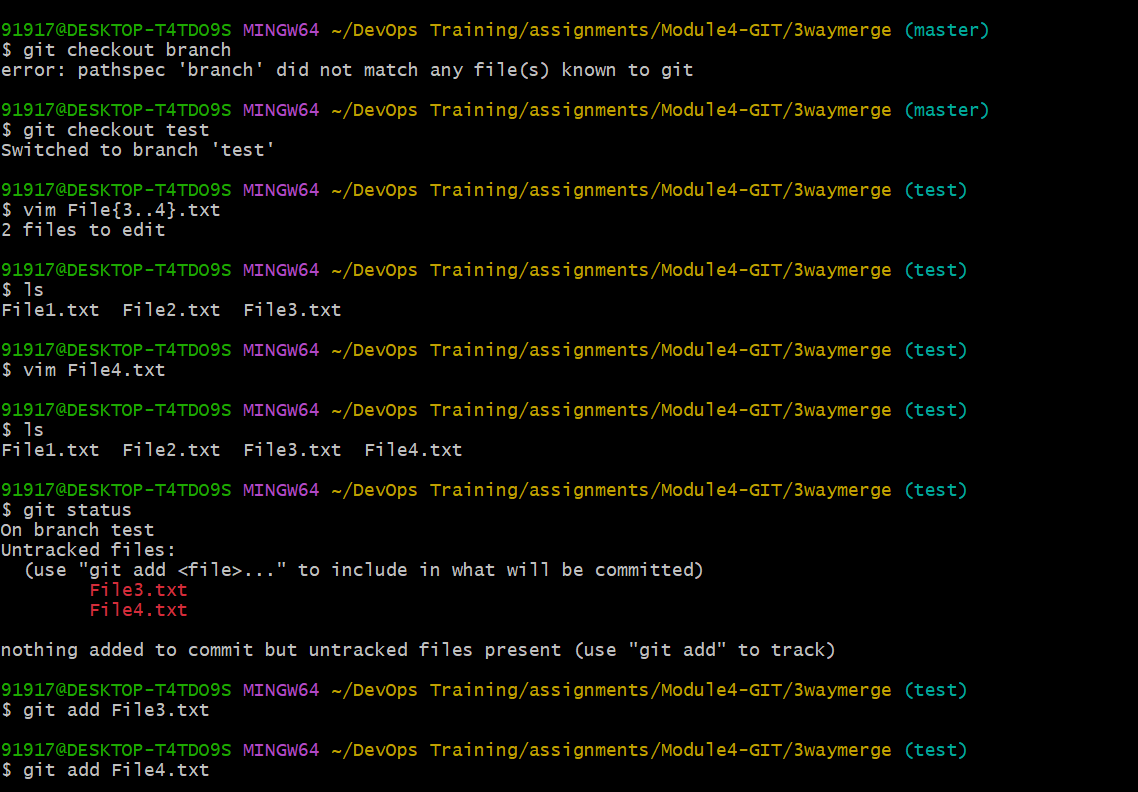 91917@DESKTOP-T4TDO9S MINGW64 ~/DevOps Training/assignments/Module4-GIT/3waymerge (master)
$ git checkout branch
error: pathspec 'branch' did not match any file(s) known to git
91917@DESKTOP-T4TDO9S MINGW64 ~/DevOps Training/assignments/Module4-GIT/3waymerge (master)
$ git checkout test
Switched to branch 'test'
91917@DESKTOP-T4TDO9S MINGW64 ~/DevOps Training/assignments/Module4-GIT/3waymerge (test)
$ vim File{3..4}.txt
2 files to edit
91917@DESKTOP-T4TDO9S MINGW64 ~/DevOps Training/assignments/Module4-GIT/3waymerge (test)
$ ls
File1.txt  File2.txt  File3.txt
91917@DESKTOP-T4TDO9S MINGW64 ~/DevOps Training/assignments/Module4-GIT/3waymerge (test)
$ vim File4.txt
91917@DESKTOP-T4TDO9S MINGW64 ~/DevOps Training/assignments/Module4-GIT/3waymerge (test)
$ ls
File1.txt  File2.txt  File3.txt  File4.txt
91917@DESKTOP-T4TDO9S MINGW64 ~/DevOps Training/assignments/Module4-GIT/3waymerge (test)
$ git status
On branch test
Untracked files:
  (use "git add <file>..." to include in what will be committed)
        File3.txt
        File4.txt
nothing added to commit but untracked files present (use "git add" to track)
91917@DESKTOP-T4TDO9S MINGW64 ~/DevOps Training/assignments/Module4-GIT/3waymerge (test)
$ git add File3.txt
91917@DESKTOP-T4TDO9S MINGW64 ~/DevOps Training/assignments/Module4-GIT/3waymerge (test)
$ git add File4.txt